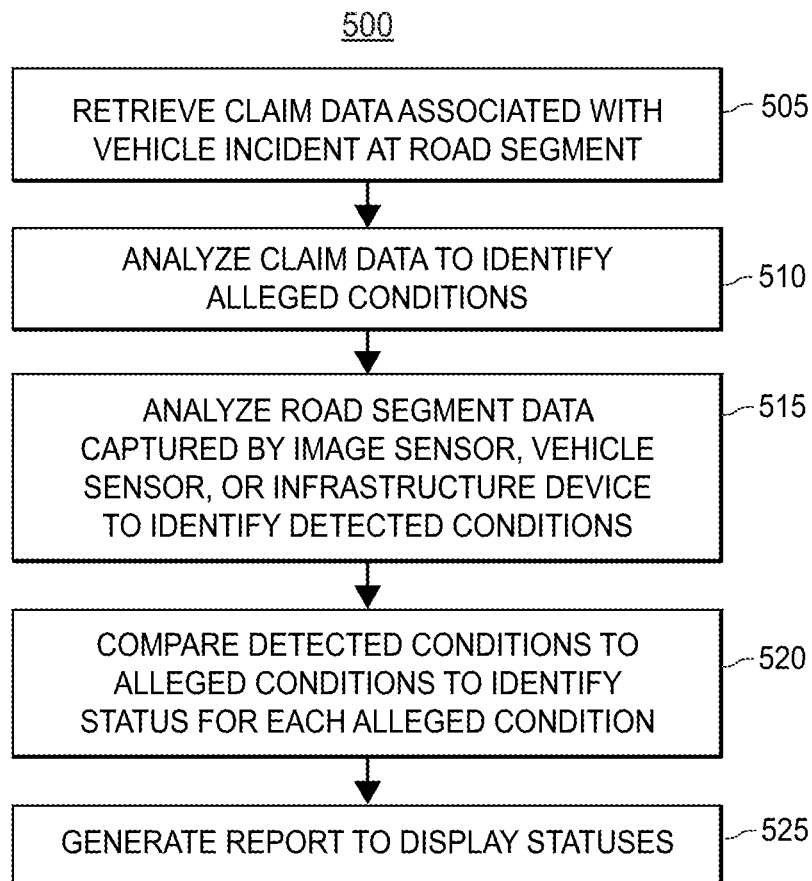 500
RETRIEVE CLAIM DATA ASSOCIATED WITH
VEHICLE INCIDENT AT ROAD SEGMENT
505
ANALYZE CLAIM DATA TO IDENTIFY
ALLEGED CONDITIONS
510
ANALYZE ROAD SEGMENT DATA
CAPTURED BY IMAGE SENSOR, VEHICLE
SENSOR, OR INFRASTRUCTURE DEVICE
TO IDENTIFY DETECTED CONDITIONS
515
COMPARE DETECTED CONDITIONS TO
ALLEGED CONDITIONS TO IDENTIFY
STATUS FOR EACH ALLEGED CONDITION
520
GENERATE REPORT TO DISPLAY STATUSES
525